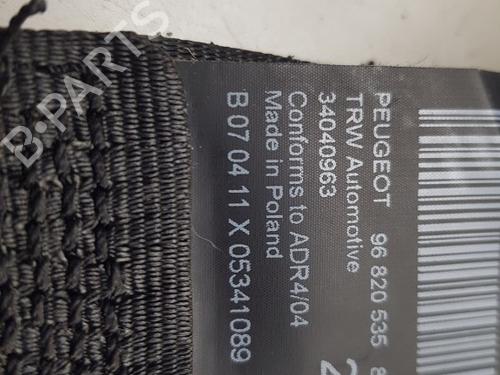 PEUGEOT 96 820 535 8
TRW Automotive
34040963
Conforms to ADR4/04
Made in Poland
B 07 04 11 X 05341089
B-PARTS